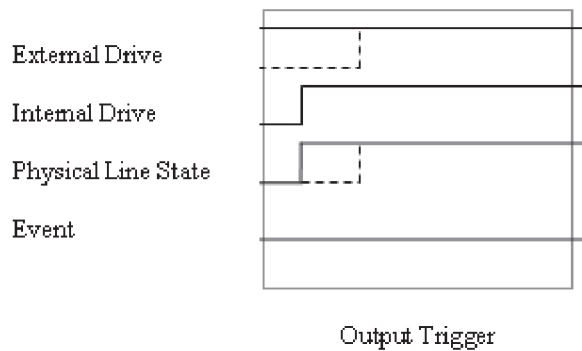 External Drive
Internal Drive
Physical Line State
Event
Output Trigger